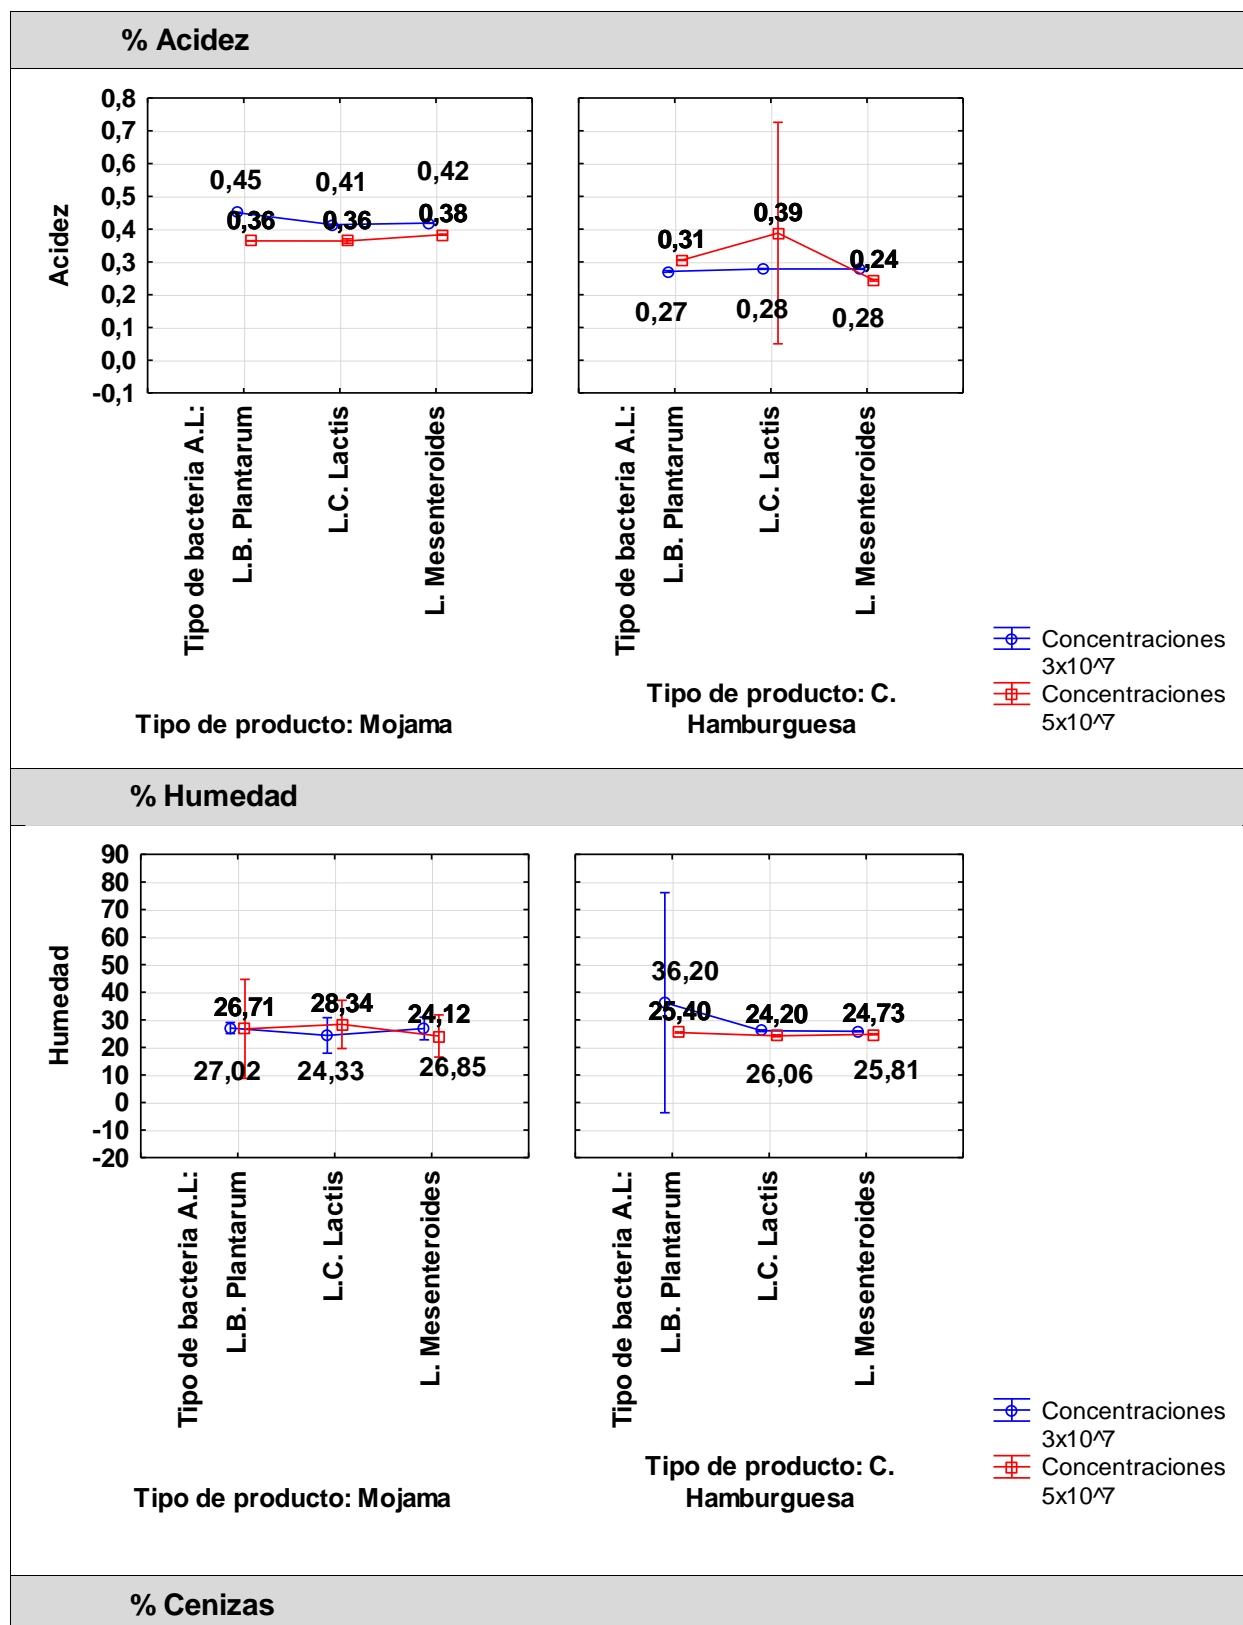 % Acidez
0,8
0,7
0,6
0,5
0,4
0,3
0,2
0,1
0,0
-0,1
Acidez
0,45
0,41
0,42
0,36
0,36
0,38
Tipo de bacteria A.L:
L.B. Plantarum
L.C. Lactis
L. Mesenteroides
Tipo de producto: Mojama
0,31
0,39
0,24
0,27
0,28
0,28
Tipo de bacteria A.L:
L.B. Plantarum
L.C. Lactis
L. Mesenteroides
Tipo de producto: C.
Hamburguesa
Concentraciones
3x10^7
Concentraciones
5x10^7
% Humedad
90
80
70
60
50
40
30
20
10
0
-10
-20
Humedad
26,71
28,34
24,12
27,02
24,33
26,85
Tipo de bacteria A.L:
L.B. Plantarum
L.C. Lactis
L. Mesenteroides
Tipo de producto: Mojama
36,20
25,40
24,20
24,73
26,06
25,81
Tipo de bacteria A.L:
L.B. Plantarum
L.C. Lactis
L. Mesenteroides
Tipo de producto: C.
Hamburguesa
Concentraciones
3x10^7
Concentraciones
5x10^7
% Cenizas